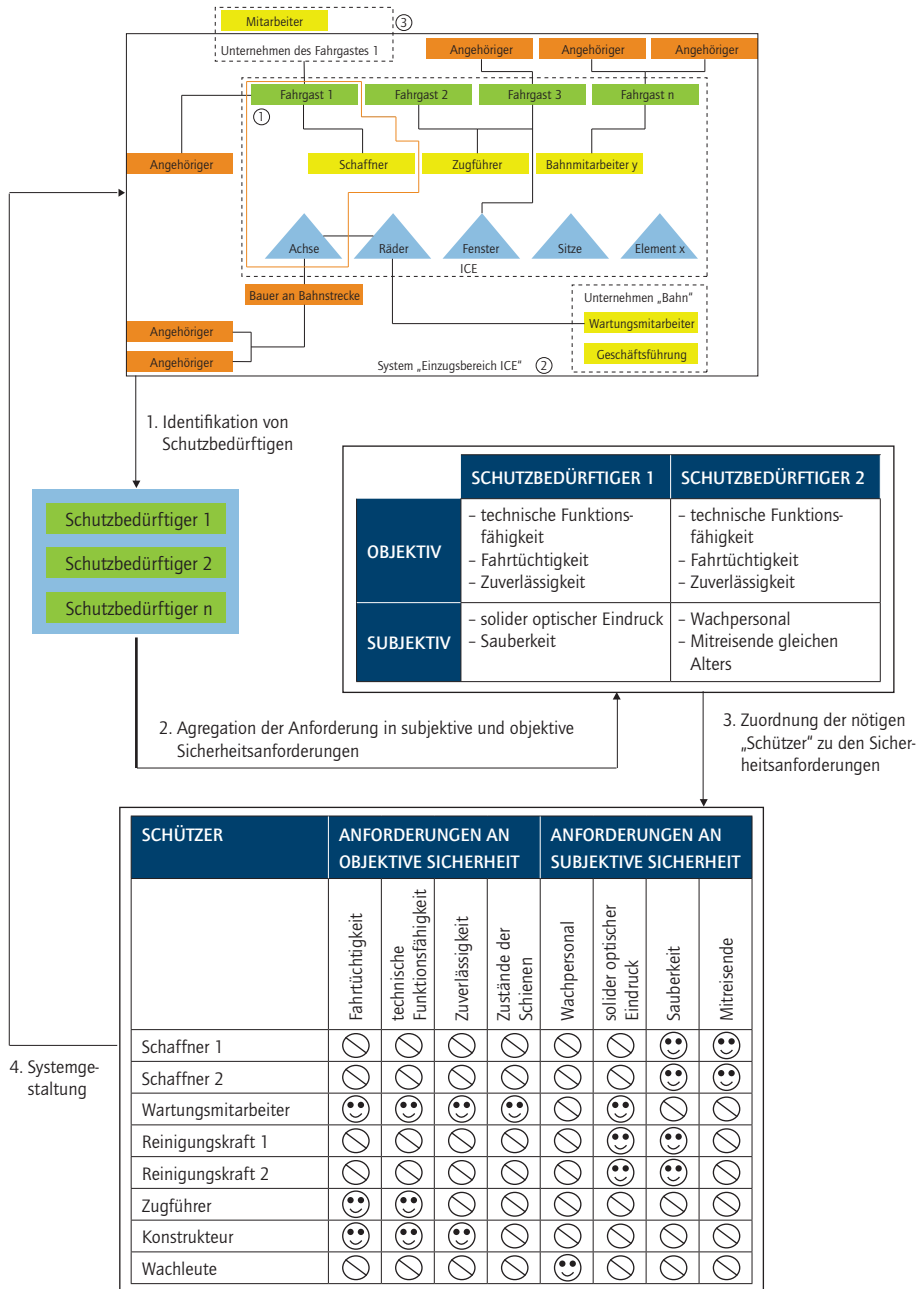 Mitarbeiter
③
Unternehmen des Fahrgastes 1
Angehöriger
Angehöriger
Angehöriger
Fahrgast 1
Fahrgast 2
Fahrgast 3
Fahrgast n
①
Angehöriger
Schaffner
Zugführer
Bahnmitarbeiter y
Achse
Räder
Fenster
Sitze
Element x
ICE
Bauer an Bahnstrecke
Unternehmen „Bahn"
Wartungsmitarbeiter
Geschäftsführung
Angehöriger
Angehöriger
System „Einzugsbereich ICE" ②
1. Identifikation von
Schutzbedürftigen
Schutzbedürftiger 1
Schutzbedürftiger 2
Schutzbedürftiger n
SCHUTZBEDÜRFTIGER 1
SCHUTZBEDÜRFTIGER 2
OBJEKTIV
– technische Funktions-
fähigkeit
– Fahrtüchtigkeit
– Zuverlässigkeit
– technische Funktions-
fähigkeit
– Fahrtüchtigkeit
– Zuverlässigkeit
SUBJEKTIV
– solider optischer Eindruck
– Sauberkeit
– Wachpersonal
– Mitreisende gleichen
Alters
2. Agregation der Anforderung in subjektive und objektive
Sicherheitsanforderungen
3. Zuordnung der nötigen
„Schützer" zu den Sicher-
heitsanforderungen
SCHÜTZER
ANFORDERUNGEN AN
OBJEKTIVE SICHERHEIT
ANFORDERUNGEN AN
SUBJEKTIVE SICHERHEIT
Fahrtüchtigkeit
technische
Funktionsfähigkeit
Zuverlässigkeit
Zustände der
Schienen
Wachpersonal
solider optischer
Eindruck
Sauberkeit
Mitreisende
Schaffner 1
Schaffner 2
Wartungsmitarbeiter
Reinigungskraft 1
Reinigungskraft 2
Zugführer
Konstrukteur
Wachleute
4. Systemge-
staltung